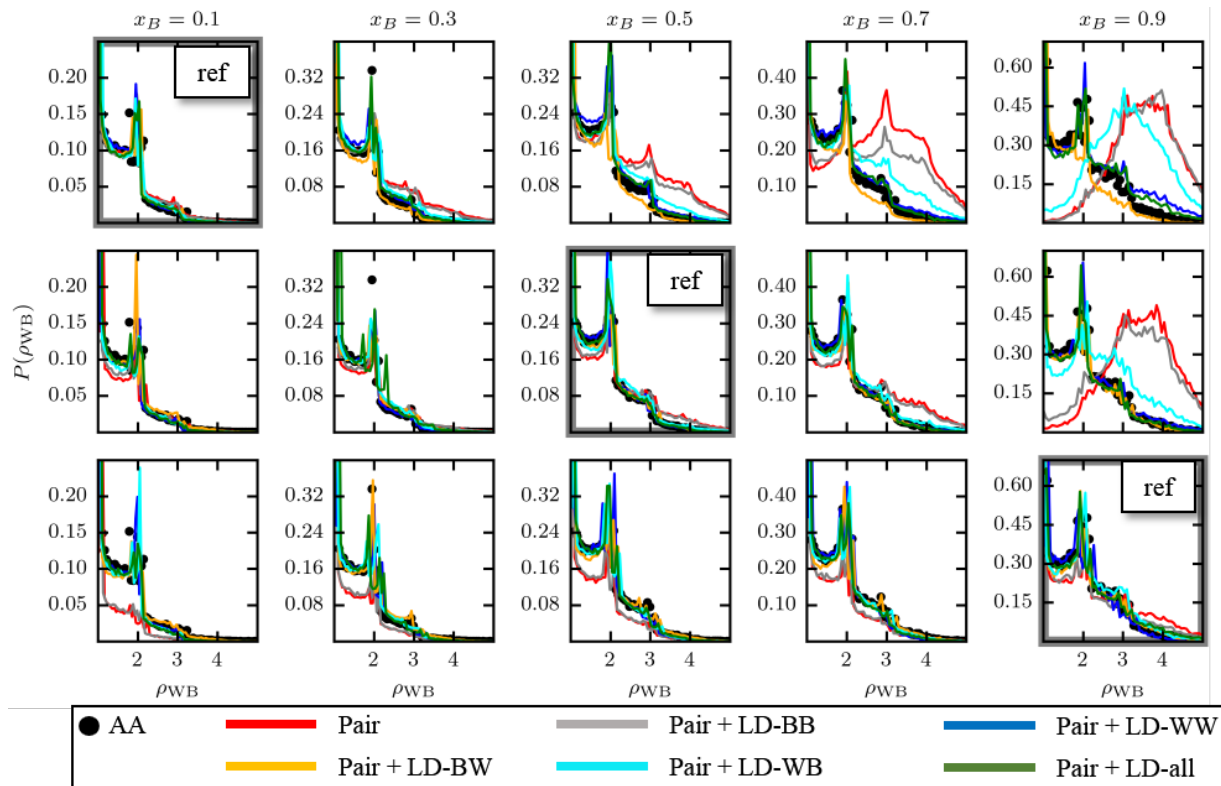 x_B = 0.1 x_B = 0.3 x_B = 0.5 x_B = 0.7 x_B = 0.9
ref
0.20 0.32 0.32 0.40 0.60
0.15 0.24 0.24 0.30 0.45
0.10 0.16 0.16 0.20 0.30
0.05 0.08 0.08 0.10 0.15
P(ρ_WB)
ref
0.20 0.32 0.32 0.40 0.60
0.15 0.24 0.24 0.30 0.45
0.10 0.16 0.16 0.20 0.30
0.05 0.08 0.08 0.10 0.15
ref
0.20 0.32 0.32 0.40 0.60
0.15 0.24 0.24 0.30 0.45
0.10 0.16 0.16 0.20 0.30
0.05 0.08 0.08 0.10 0.15
2 3 4 2 3 4 2 3 4 2 3 4 2 3 4
ρ_WB ρ_WB ρ_WB ρ_WB ρ_WB
AA Pair Pair + LD-BB Pair + LD-WW
Pair + LD-BW Pair + LD-WB Pair + LD-all